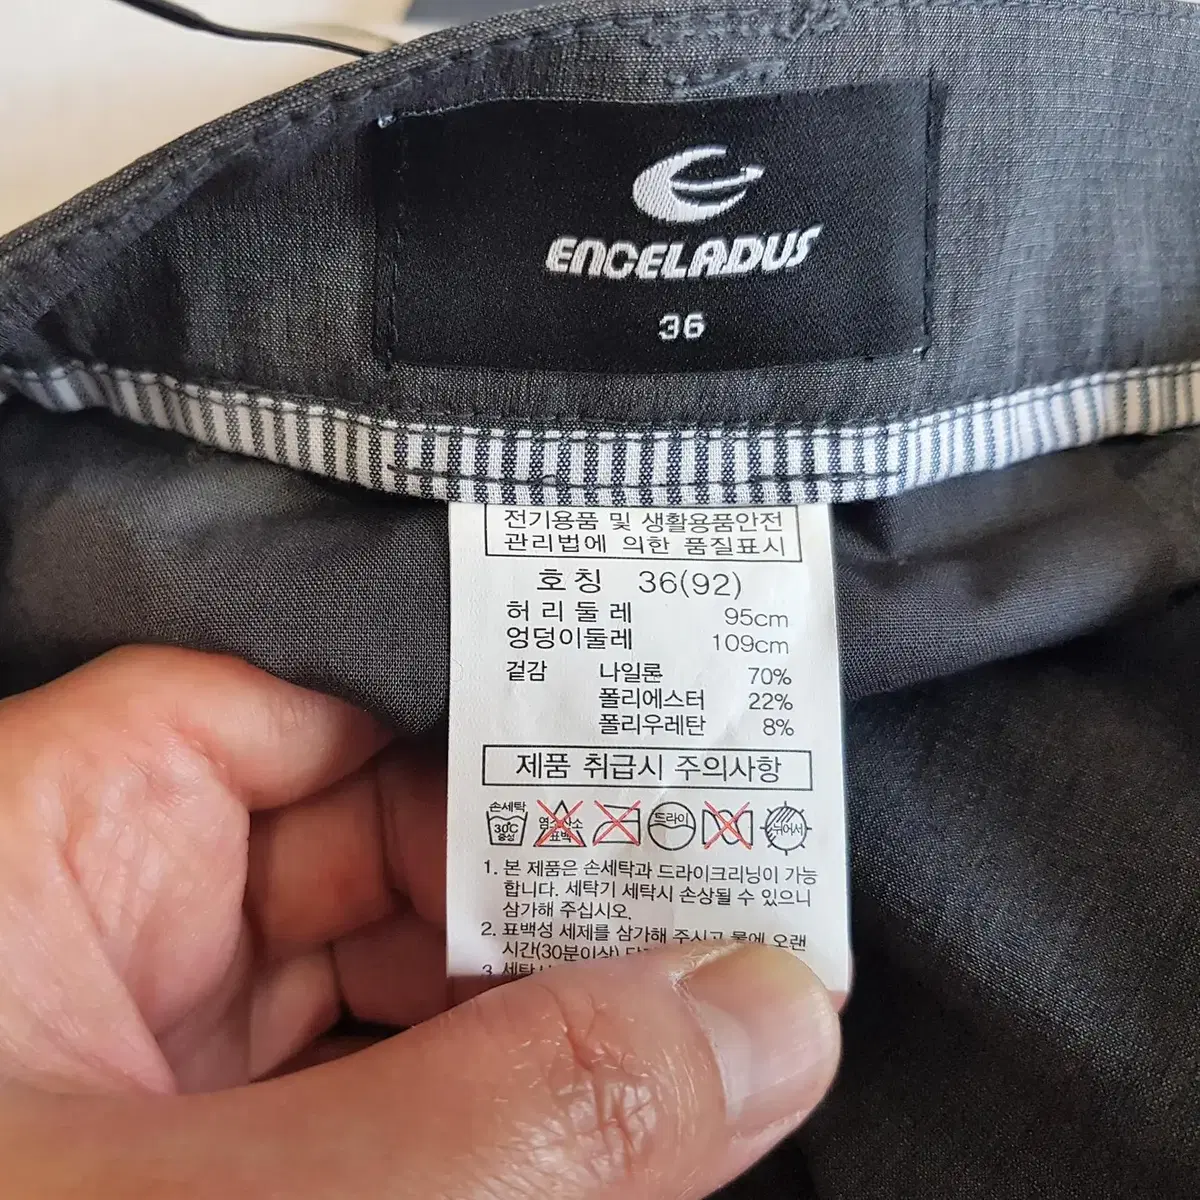 ENCELADUS
36
전기용품 및 생활용품안전
관리법에 의한 품질표시
호칭 36(92)
허리둘레 95cm
엉덩이둘레 109cm
겉감 나일론 70%
폴리에스터 22%
폴리우레탄 8%
제품 취급시 주의사항
손세탁 30℃ 중성 드라이 뉘어서
1. 본 제품은 손세탁과 드라이크리닝이 가능
합니다. 세탁기 세탁시 손상될 수 있으니
삼가해 주십시오.
2. 표백성 세제를 삼가해 주시고 물에 오랜
시간(30분이상)
3. 세탁